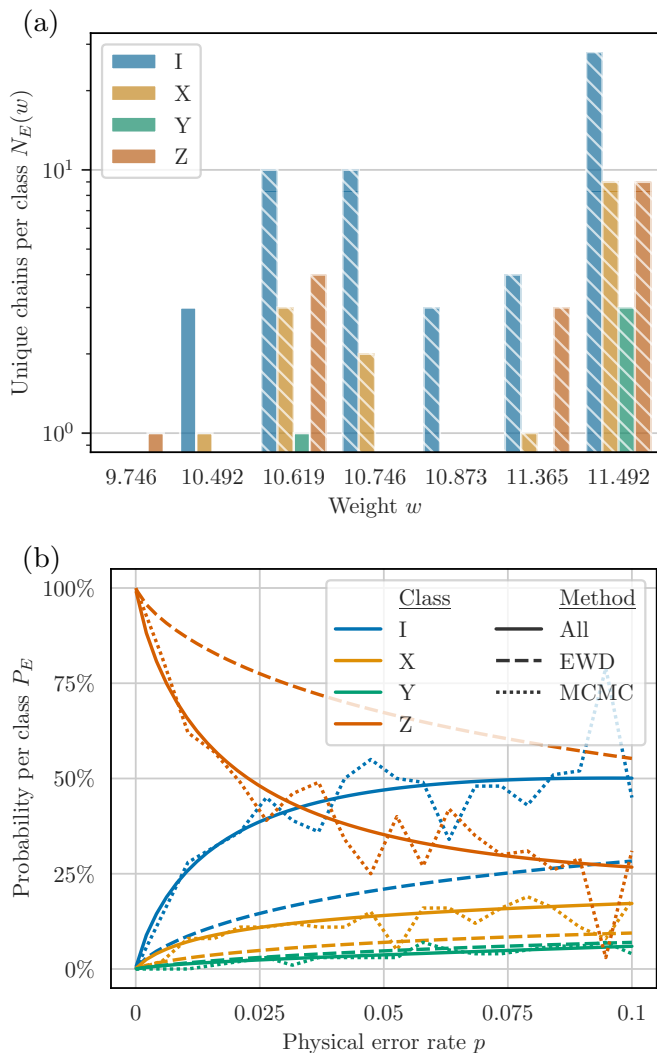 (a)
Unique chains per class N_E(w)
10^1
10^0
I
X
Y
Z
9.746 10.492 10.619 10.746 10.873 11.365 11.492
Weight w
(b)
Probability per class P_E
100%
75%
50%
25%
0%
Class Method
I All
X EWD
Y MCMC
Z
0 0.025 0.05 0.075 0.1
Physical error rate p